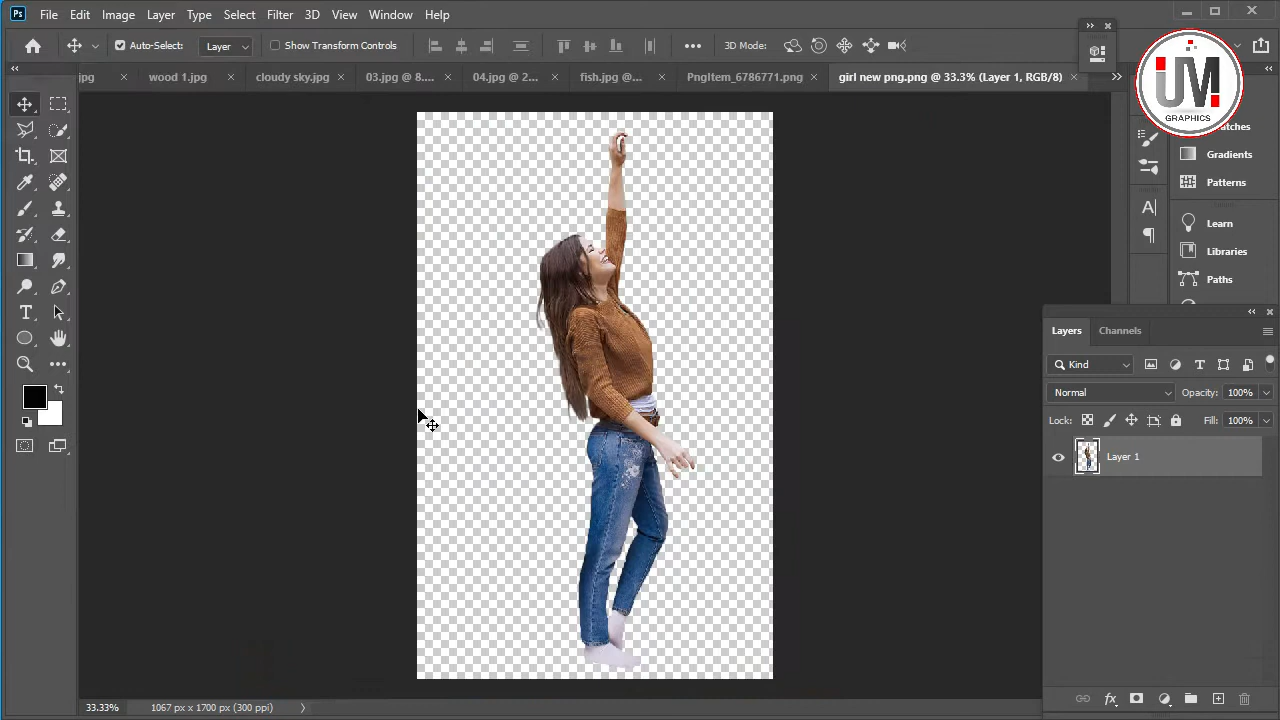 Ps File Edit Image Layer Type Select Filter 3D View Window Help
Auto-Select: Layer Show Transform Controls 3D Mode:
jpg wood 1.jpg cloudy sky.jpg 03.jpg @ 8.... 04.jpg @ 2... fish.jpg @... PngItem_6786771.png girl new png.png @ 33.3% (Layer 1, RGB/8)
UM
GRAPHICS
Gradients
Patterns
Learn
Libraries
Paths
Layers Channels
Kind
Normal Opacity: 100%
Lock: Fill: 100%
Layer 1
33.33% 1067 px x 1700 px (300 ppi)